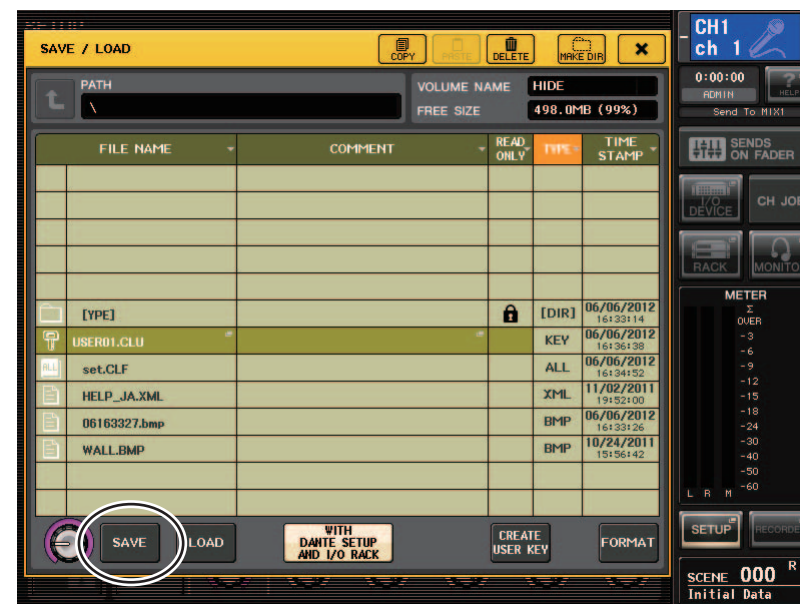 SAVE / LOAD
COPY
PASTE
DELETE
MAKE DIR
PATH
\
VOLUME NAME HIDE
FREE SIZE 498.0MB (99%)
FILE NAME COMMENT READ ONLY TYPE TIME STAMP
[YPE] [DIR] 06/06/2012 16:33:14
USER01.CLU KEY 06/06/2012 16:36:38
ALL set.CLF ALL 06/06/2012 16:34:52
HELP_JA.XML XML 11/02/2011 19:52:00
06163327.bmp BMP 06/06/2012 16:33:26
WALL.BMP BMP 10/24/2011 15:56:42
SAVE
LOAD
WITH
DANTE SETUP
AND I/O RACK
CREATE
USER KEY
FORMAT
CH1
ch 1
0:00:00
ADMIN
?
HELP
Send To MIX1
SENDS
ON FADER
I/O
DEVICE
CH JOB
RACK
MONITO
METER
Σ
OVER
-3
-6
-9
-12
-15
-18
-24
-30
-40
-50
-60
L R M
SETUP
RECORDE
SCENE 000 R
Initial Data